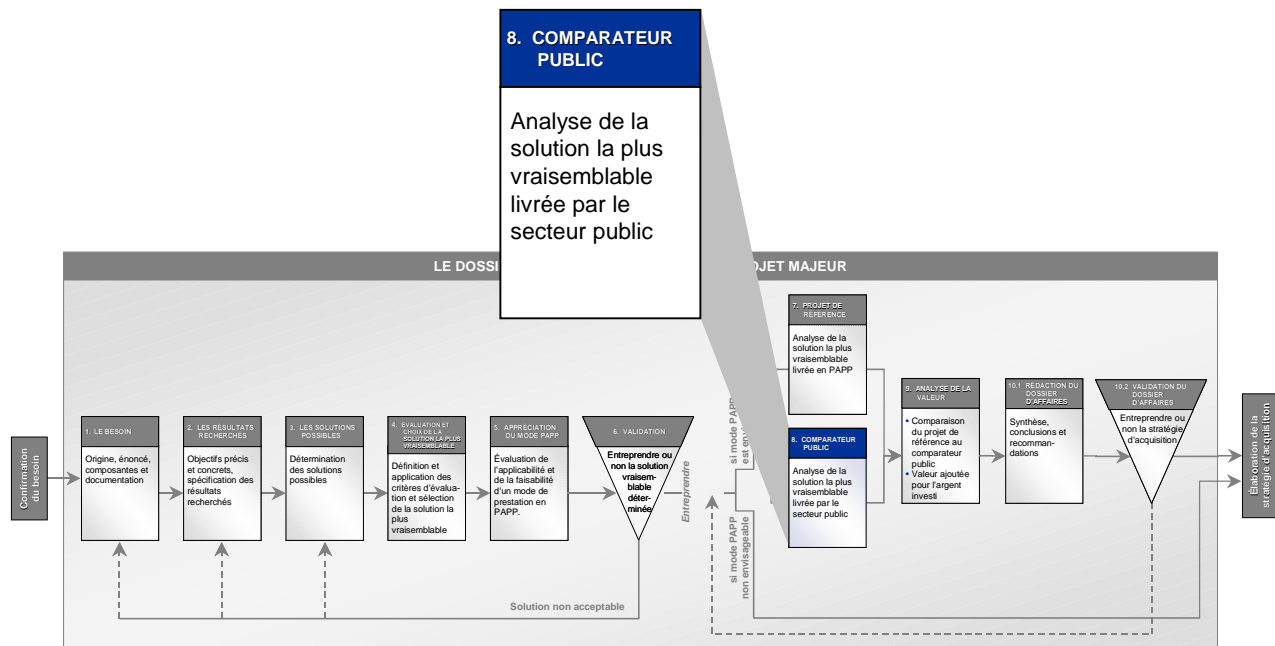 8. COMPARATEUR
PUBLIC
Analyse de la
solution la plus
vraisemblable
livrée par le
secteur public
LE DOSSI
OJET MAJEUR
Confirmation
du besoin
1. LE BESOIN
Origine, énoncé,
composantes et
documentation
2. LES RÉSULTATS
RECHERCHÉS
Objectifs précis
et concrets,
spécification des
résultats
recherchés
3. LES SOLUTIONS
POSSIBLES
Détermination
des solutions
possibles
4. ÉVALUATION ET
CHOIX DE LA
SOLUTION LA PLUS
VRAISEMBLABLE
Définition et
application des
critères d'évalua-
tion et sélection
de la solution la
plus
vraisemblable
5. APPRÉCIATION
DU MODE PAPP
Évaluation de
l'applicabilité et
de la faisabilité
d'un mode de
prestation en
PAPP.
6. VALIDATION
Entreprendre ou
non la solution
vraisem-
blable
déter-
minée
Entreprendre
Solution non acceptable
si mode PAPP
est envisagé
si mode PAPP
non envisageable
7. PROJET DE
RÉFÉRENCE
Analyse de la
solution la plus
vraisemblable
livrée en PAPP
8. COMPARATEUR
PUBLIC
Analyse de la
solution la plus
vraisemblable
livrée par le
secteur public
9. ANALYSE DE LA
VALEUR
• Comparaison
du projet de
référence au
comparateur
public
• Valeur ajoutée
pour l'argent
investi
10.1 RÉDACTION DU
DOSSIER
D'AFFAIRES
Synthèse,
conclusions et
recomman-
dations
10.2 VALIDATION DU
DOSSIER
D'AFFAIRES
Entreprendre ou
non la stratégie
d'acquisition
Élaboration de la
stratégie d'acquisition